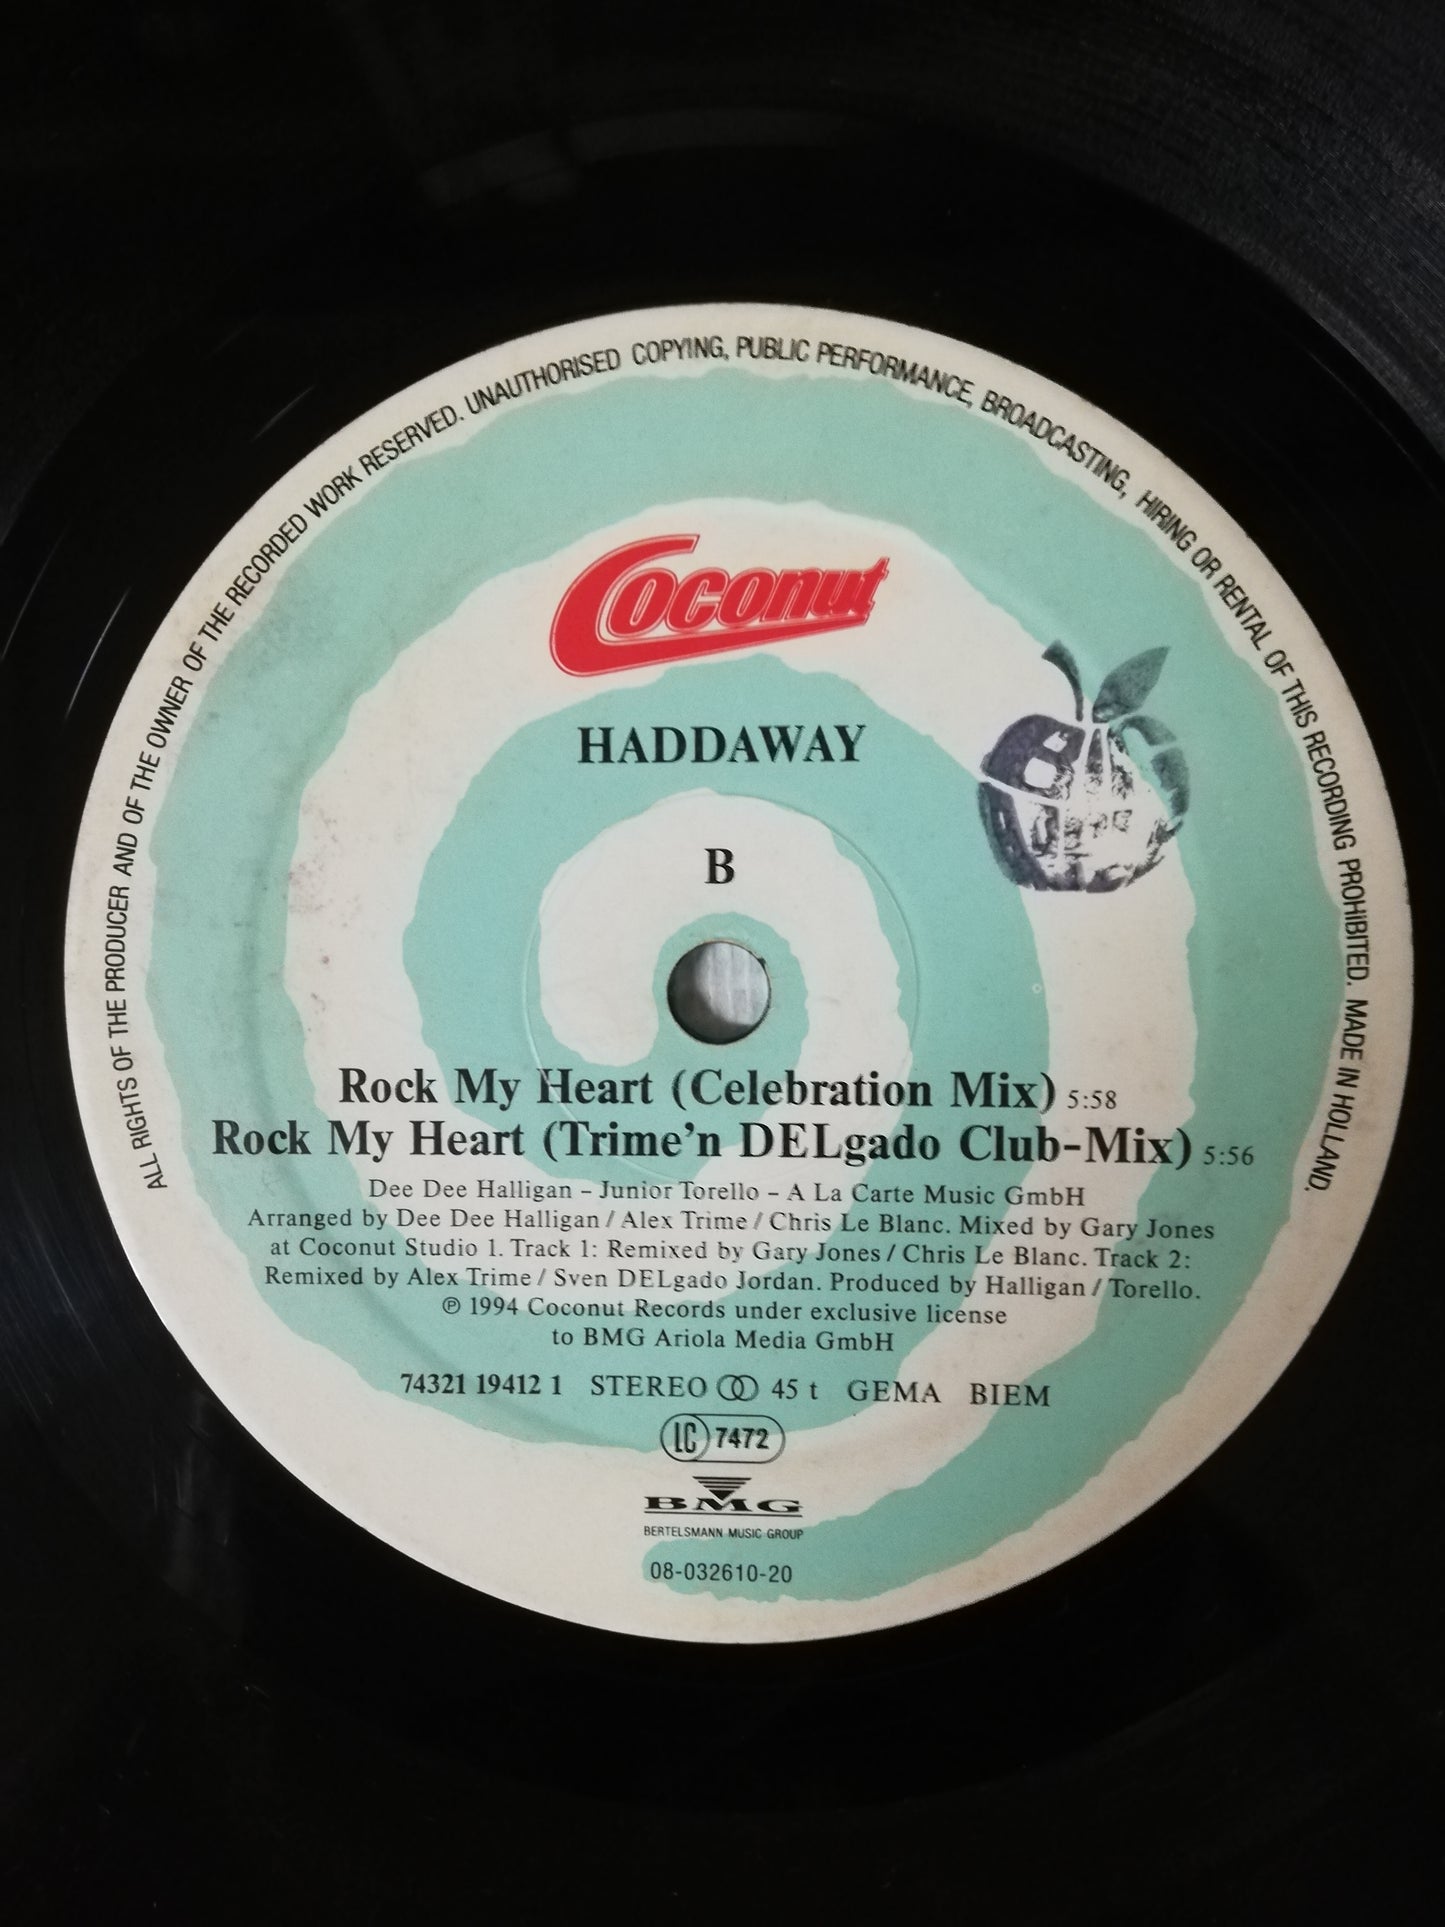 ALL RIGHTS OF THE PRODUCER AND OF THE OWNER OF THE RECORDED WORK RESERVED. UNAUTHORISED COPYING, PUBLIC PERFORMANCE, BROADCASTING, HIRING OR RENTAL OF THIS RECORDING PROHIBITED. MADE IN HOLLAND.
Coconut
HADDAWAY
B
Rock My Heart (Celebration Mix) 5:58
Rock My Heart (Trime'n DELgado Club-Mix) 5:56
Dee Dee Halligan – Junior Torello – A La Carte Music GmbH
Arranged by Dee Dee Halligan / Alex Trime / Chris Le Blanc. Mixed by Gary Jones
at Coconut Studio 1. Track 1: Remixed by Gary Jones / Chris Le Blanc. Track 2:
Remixed by Alex Trime / Sven DELgado Jordan. Produced by Halligan / Torello.
℗ 1994 Coconut Records under exclusive license
to BMG Ariola Media GmbH
74321 19412 1 STEREO 45 t GEMA BIEM
LC 7472
BMG
BERTELSMANN MUSIC GROUP
08-032610-20